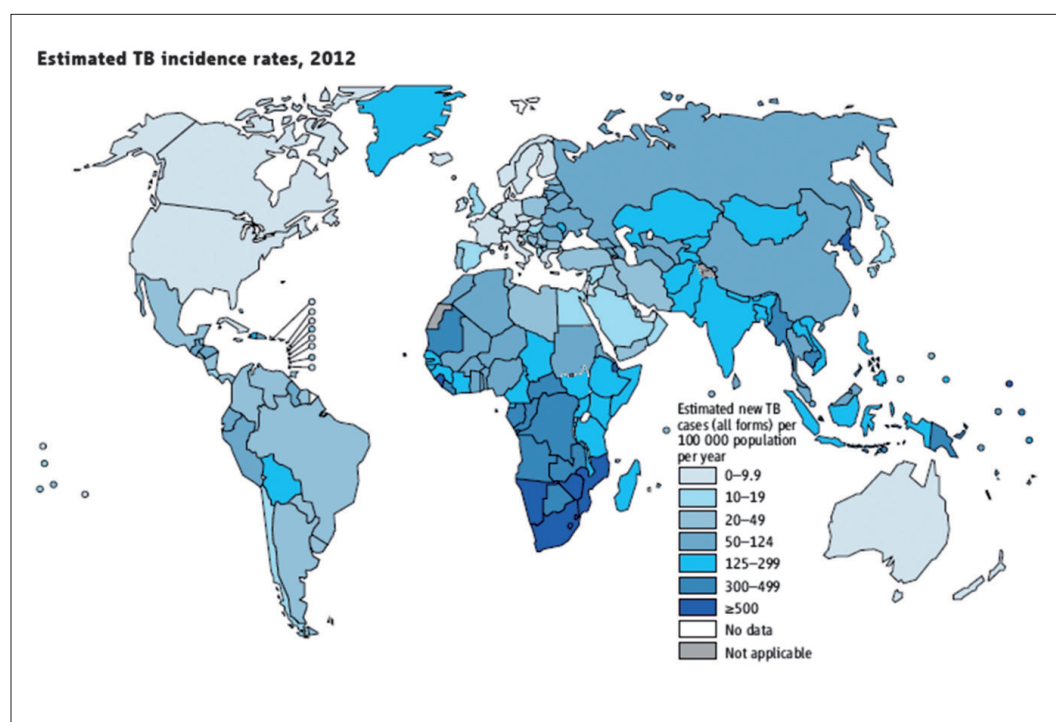 Estimated TB incidence rates, 2012
Estimated new TB
cases (all forms) per
100 000 population
per year
0–9.9
10–19
20–49
50–124
125–299
300–499
≥500
No data
Not applicable